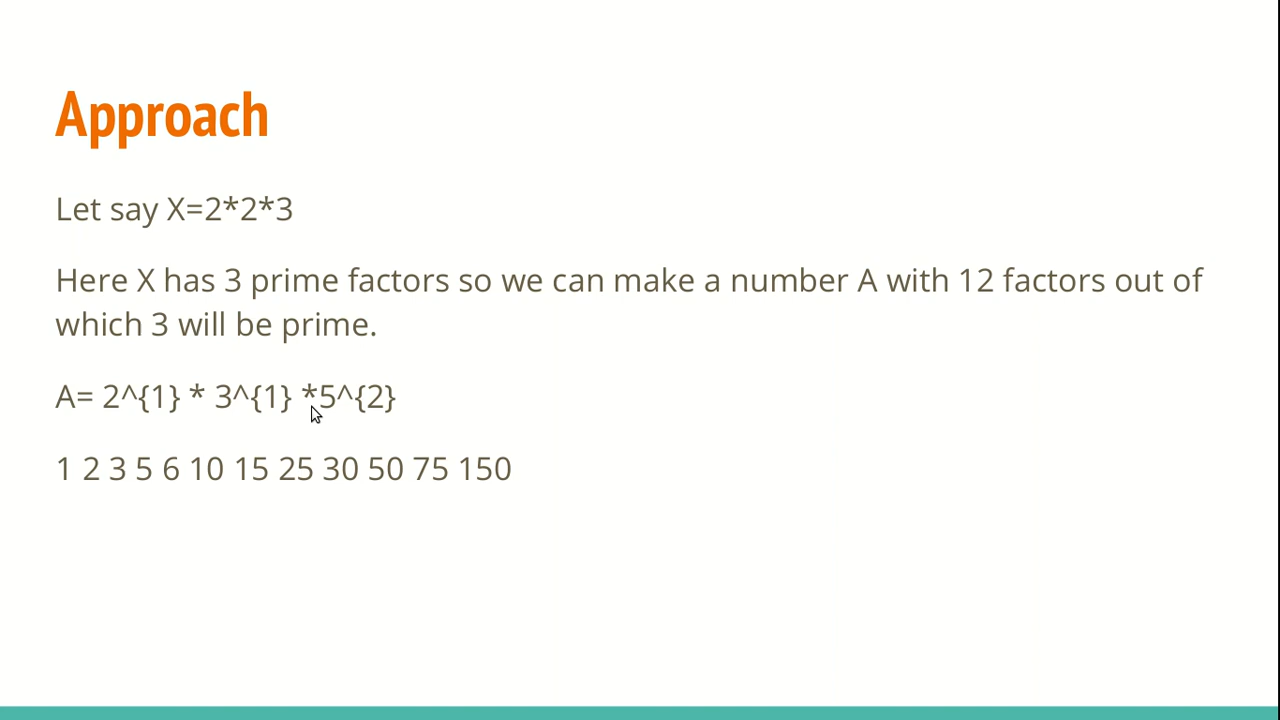 Approach
Let say X=2*2*3
Here X has 3 prime factors so we can make a number A with 12 factors out of
which 3 will be prime.
A= 2^{1} * 3^{1} *5^{2}
1 2 3 5 6 10 15 25 30 50 75 150